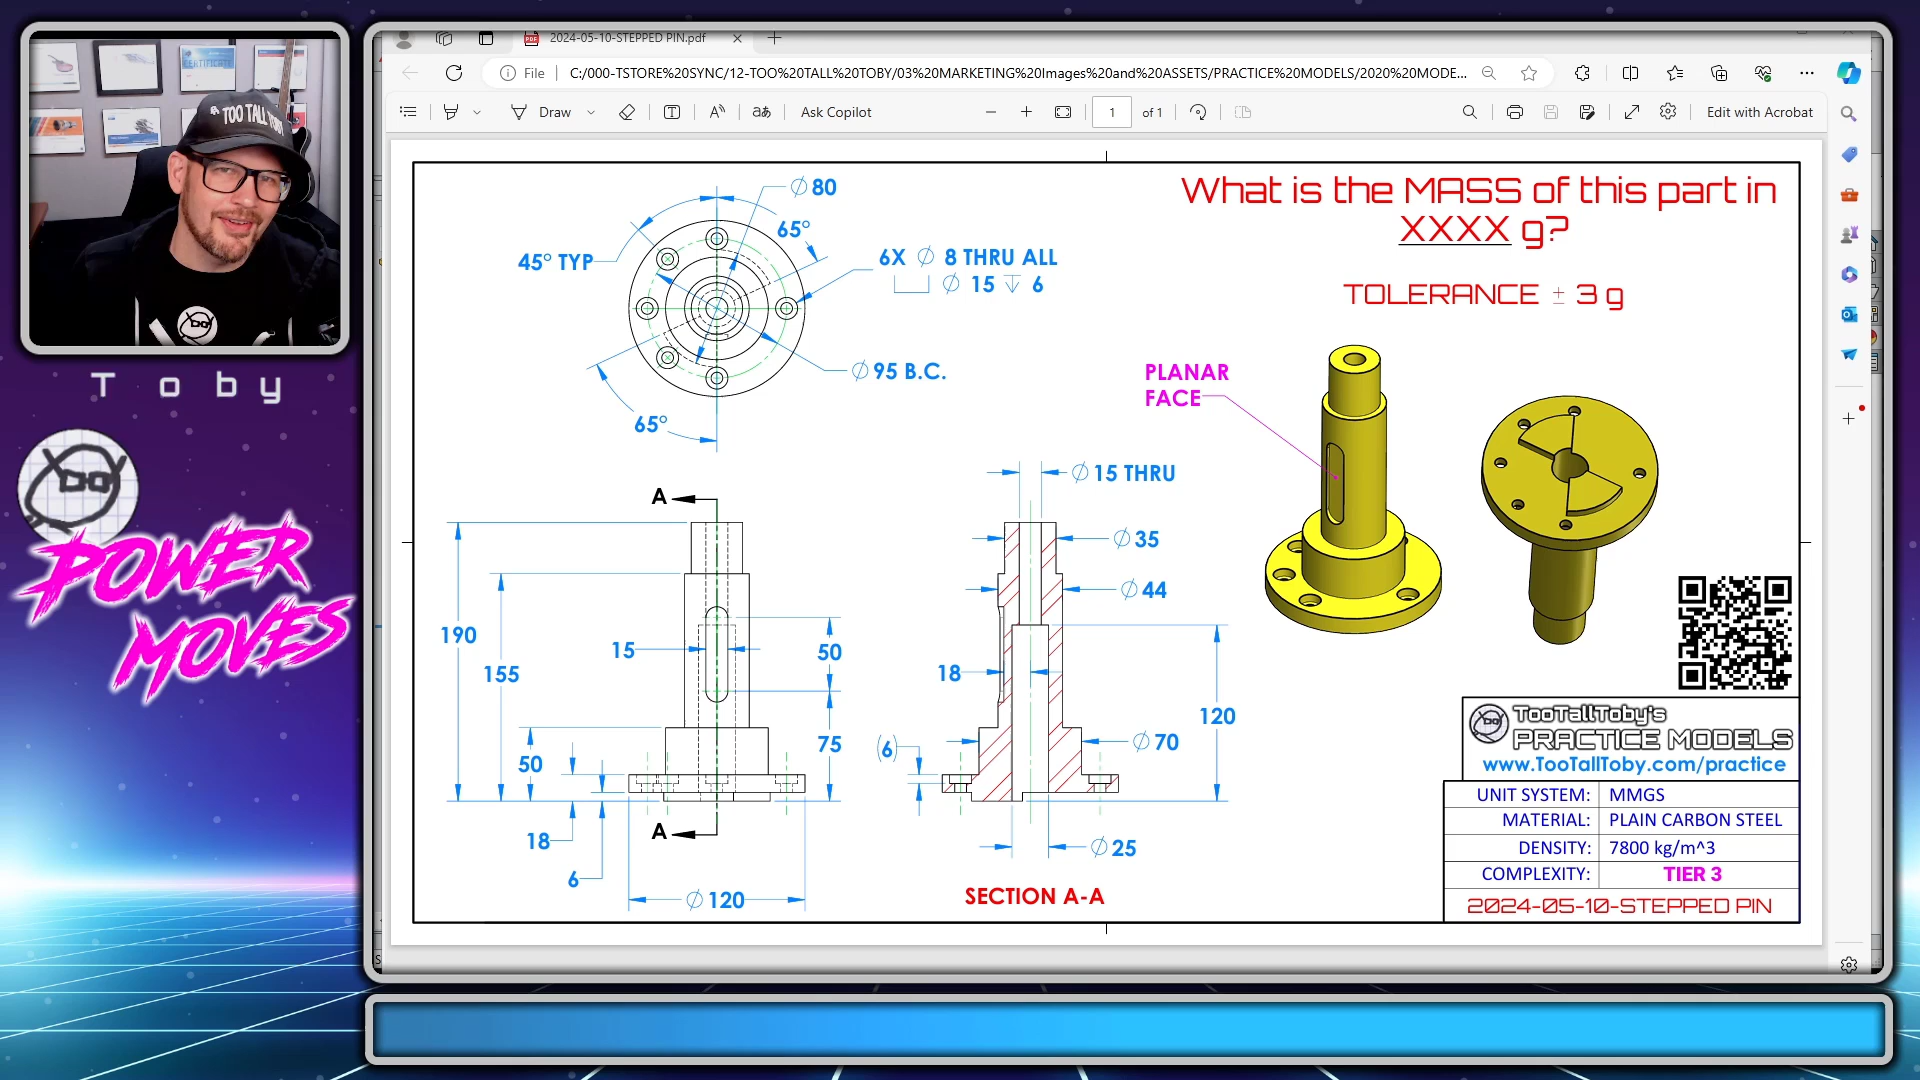 2024-05-10-STEPPED PIN.pdf
File
C:/000-TSTORE%20SYNC/12-TOO%20TALL%20TOBY/03%20MARKETING%20Images%20and%20ASSETS/PRACTICE%20MODELS/2020%20MODE...
Draw
Ask Copilot
1 of 1
Edit with Acrobat
TOO TALL TOBY
Toby
POWER
MOVES
What is the MASS of this part in
XXXX g?
TOLERANCE ± 3 g
∅ 80
65°
45° TYP
6X ∅ 8 THRU ALL
⌴ ∅ 15 ↧ 6
∅ 95 B.C.
65°
PLANAR
FACE
A
A
190
155
15
50
75
50
18
6
∅ 120
∅ 15 THRU
∅ 35
∅ 44
18
120
(6)
∅ 70
∅ 25
SECTION A-A
TooTallToby's
PRACTICE MODELS
www.TooTallToby.com/practice
UNIT SYSTEM: MMGS
MATERIAL: PLAIN CARBON STEEL
DENSITY: 7800 kg/m^3
COMPLEXITY: TIER 3
2024-05-10-STEPPED PIN